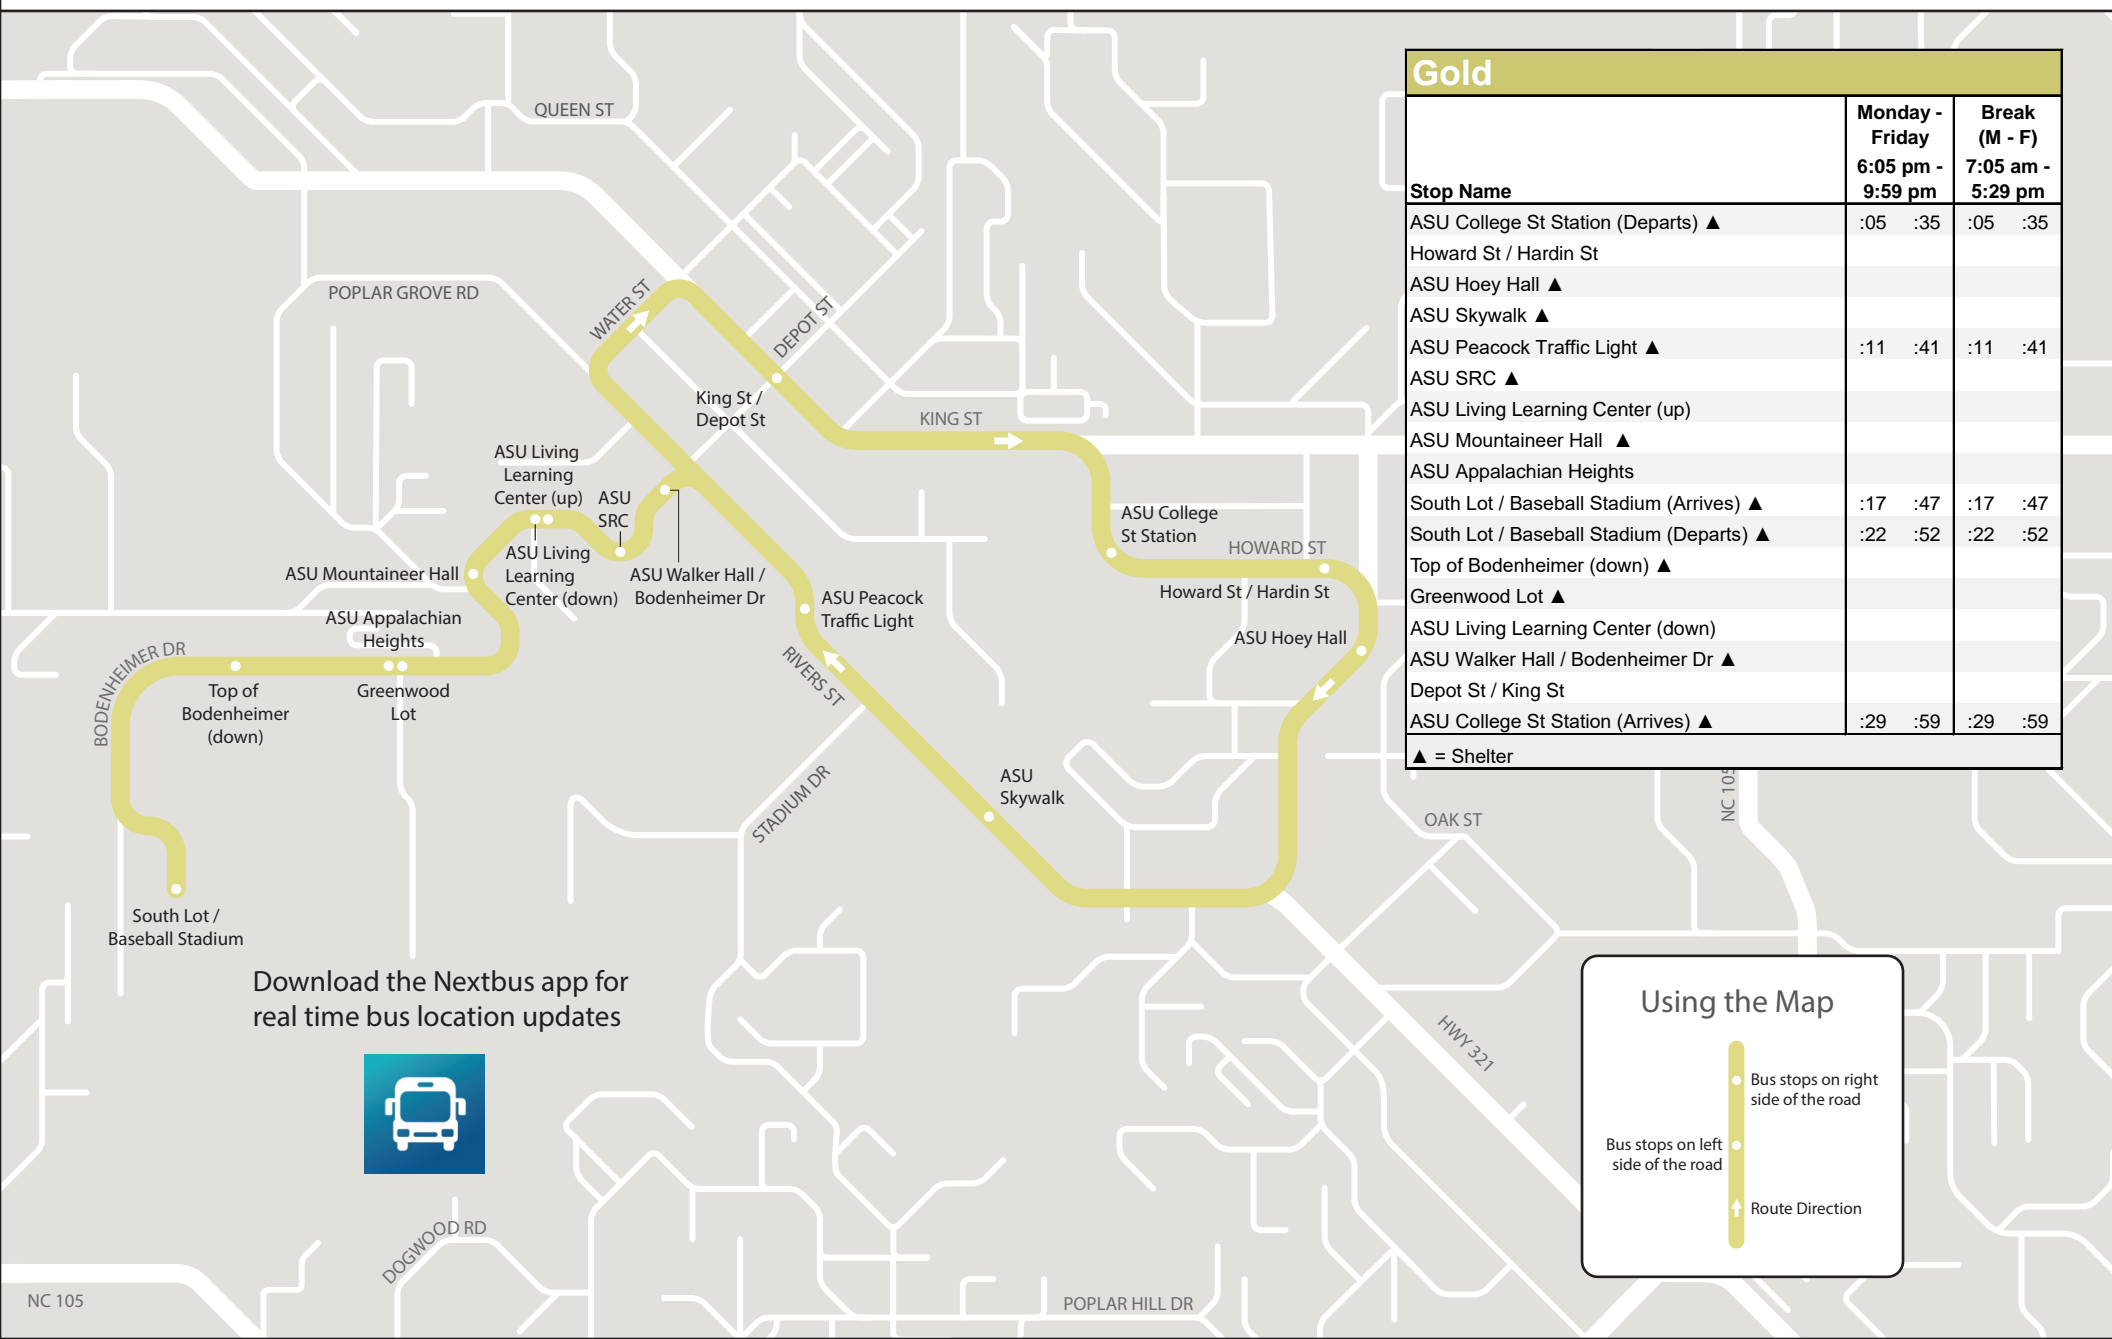 QUEEN ST
POPLAR GROVE RD
WATER ST
DEPOT ST
King St /
Depot St
KING ST
ASU Living
Learning
Center (up)
ASU
SRC
ASU Living
Learning
Center (down)
ASU Walker Hall /
Bodenheimer Dr
ASU Mountaineer Hall
ASU Appalachian
Heights
BODENHEIMER DR
Top of
Bodenheimer
(down)
Greenwood
Lot
South Lot /
Baseball Stadium
ASU Peacock
Traffic Light
RIVERS ST
STADIUM DR
ASU
Skywalk
ASU College
St Station
HOWARD ST
Howard St / Hardin St
ASU Hoey Hall
OAK ST
NC 105
HWY 321
Download the Nextbus app for
real time bus location updates
DOGWOOD RD
NC 105
POPLAR HILL DR
Gold
Stop Name
Monday -
Friday
6:05 pm -
9:59 pm
Break
(M - F)
7:05 am -
5:29 pm
ASU College St Station (Departs) ▲ :05 :35 :05 :35
Howard St / Hardin St
ASU Hoey Hall ▲
ASU Skywalk ▲
ASU Peacock Traffic Light ▲ :11 :41 :11 :41
ASU SRC ▲
ASU Living Learning Center (up)
ASU Mountaineer Hall ▲
ASU Appalachian Heights
South Lot / Baseball Stadium (Arrives) ▲ :17 :47 :17 :47
South Lot / Baseball Stadium (Departs) ▲ :22 :52 :22 :52
Top of Bodenheimer (down) ▲
Greenwood Lot ▲
ASU Living Learning Center (down)
ASU Walker Hall / Bodenheimer Dr ▲
Depot St / King St
ASU College St Station (Arrives) ▲ :29 :59 :29 :59
▲ = Shelter
Using the Map
Bus stops on right
side of the road
Bus stops on left
side of the road
Route Direction